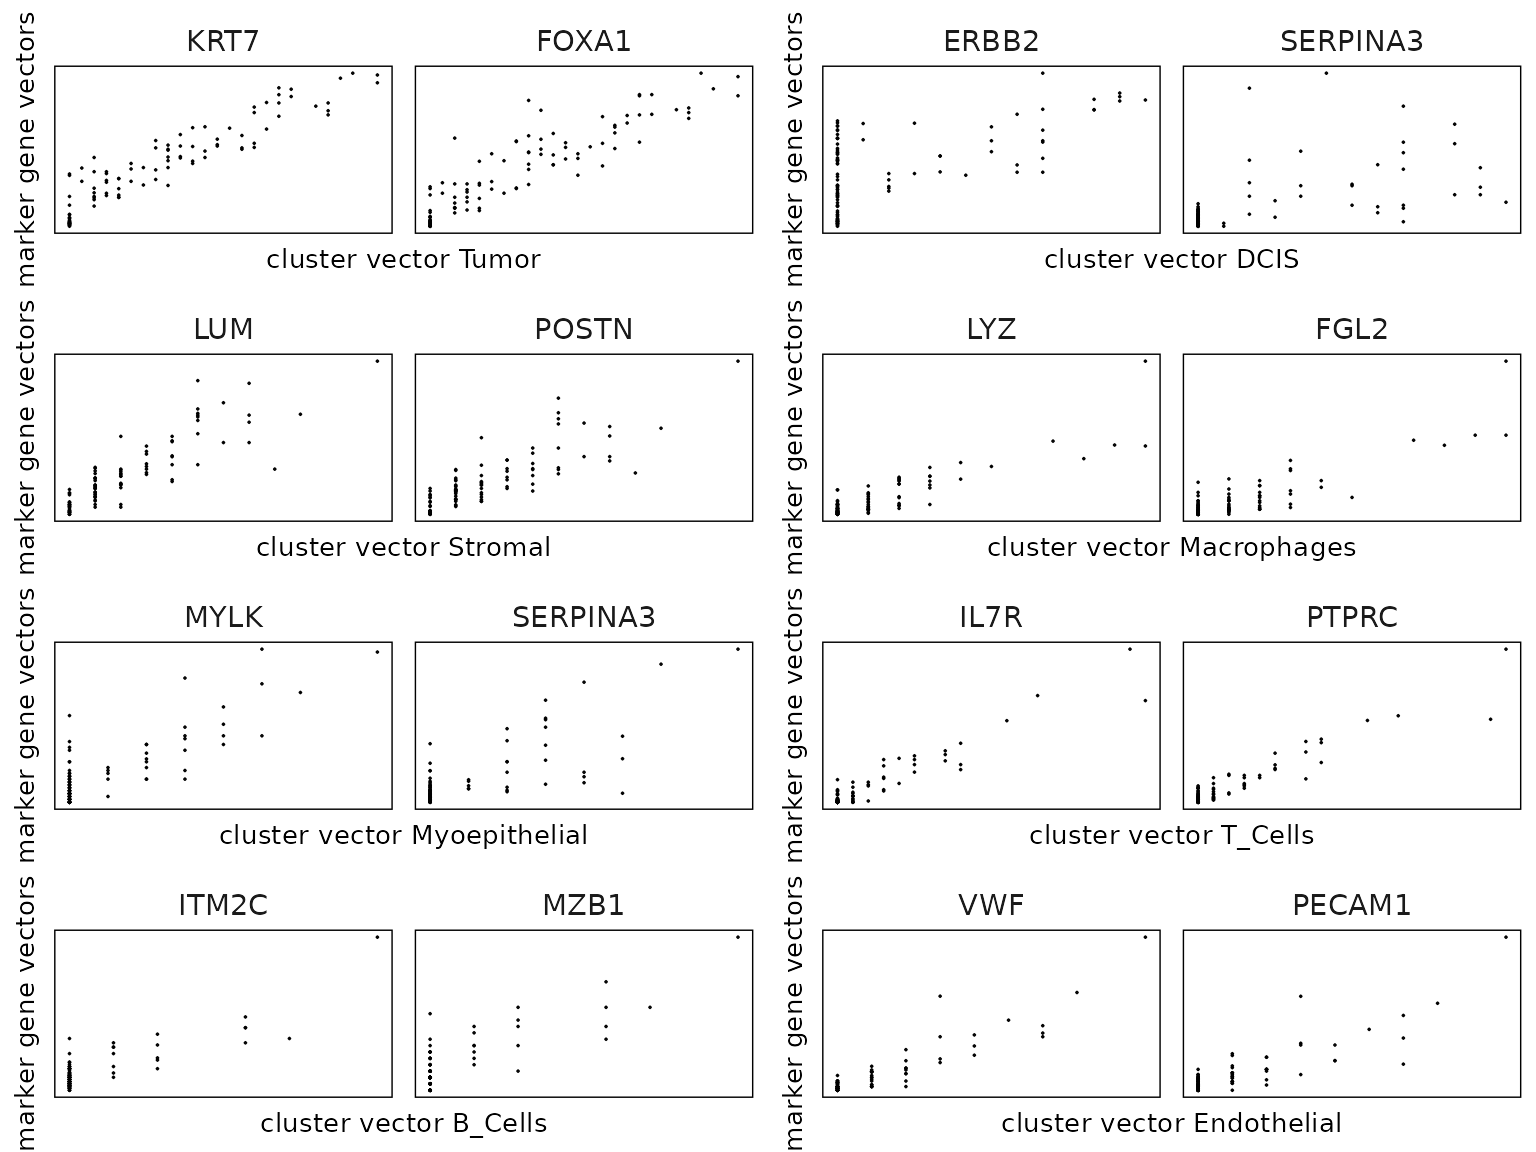 KRT7
FOXA1
marker gene vectors
cluster vector Tumor
ERBB2
SERPINA3
marker gene vectors
cluster vector DCIS
LUM
POSTN
marker gene vectors
cluster vector Stromal
LYZ
FGL2
marker gene vectors
cluster vector Macrophages
MYLK
SERPINA3
marker gene vectors
cluster vector Myoepithelial
IL7R
PTPRC
marker gene vectors
cluster vector T_Cells
ITM2C
MZB1
marker gene vectors
cluster vector B_Cells
VWF
PECAM1
marker gene vectors
cluster vector Endothelial